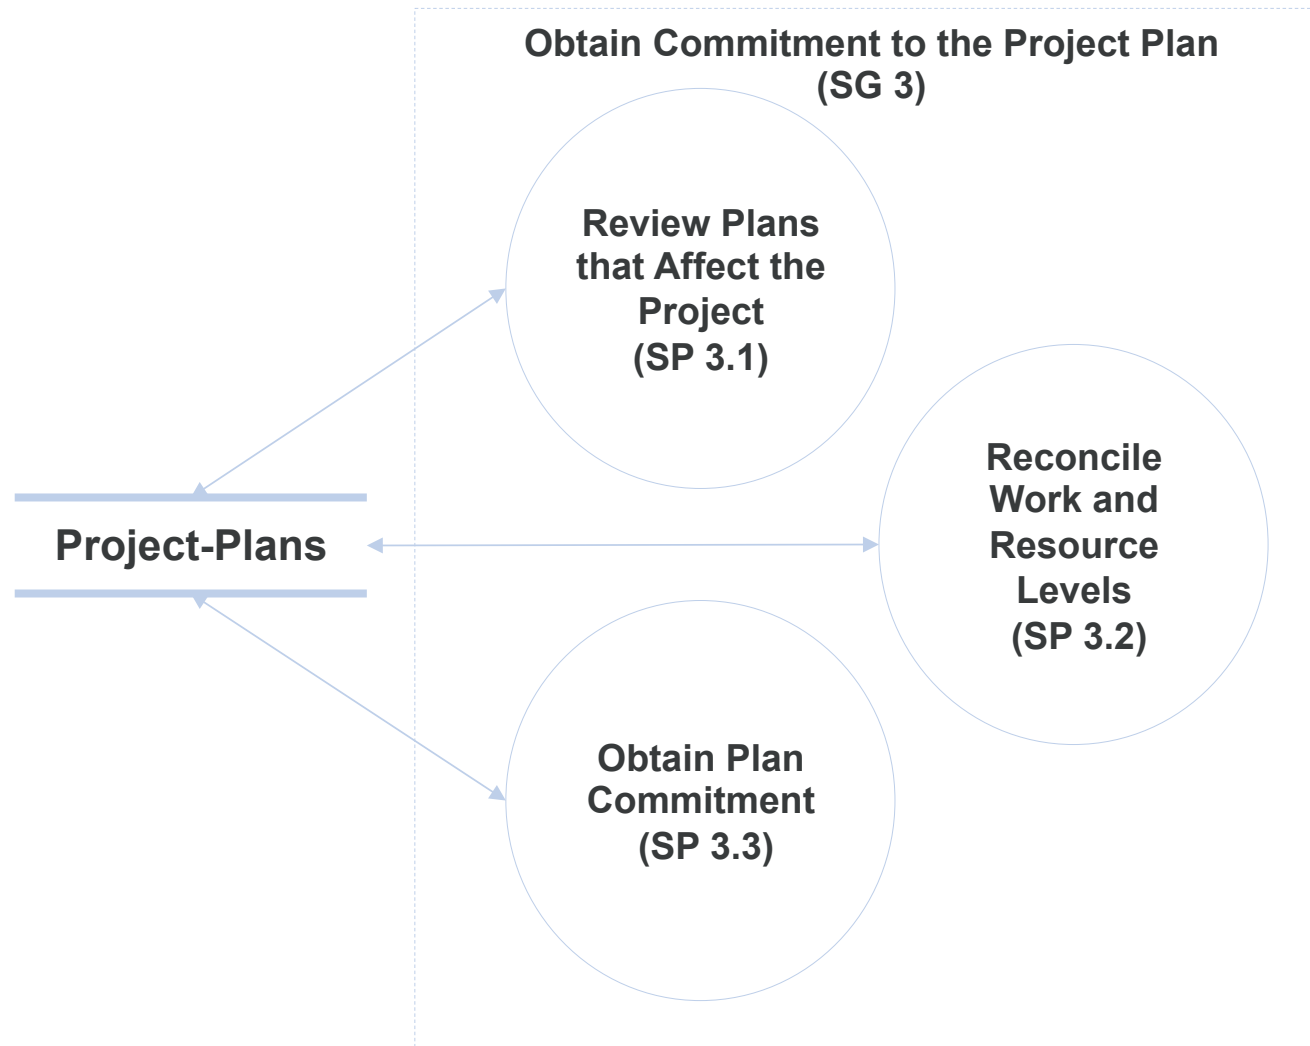 Obtain Commitment to the Project Plan
(SG 3)
Review Plans
that Affect the
Project
(SP 3.1)
Reconcile
Work and
Resource
Levels
(SP 3.2)
Project-Plans
Obtain Plan
Commitment
(SP 3.3)